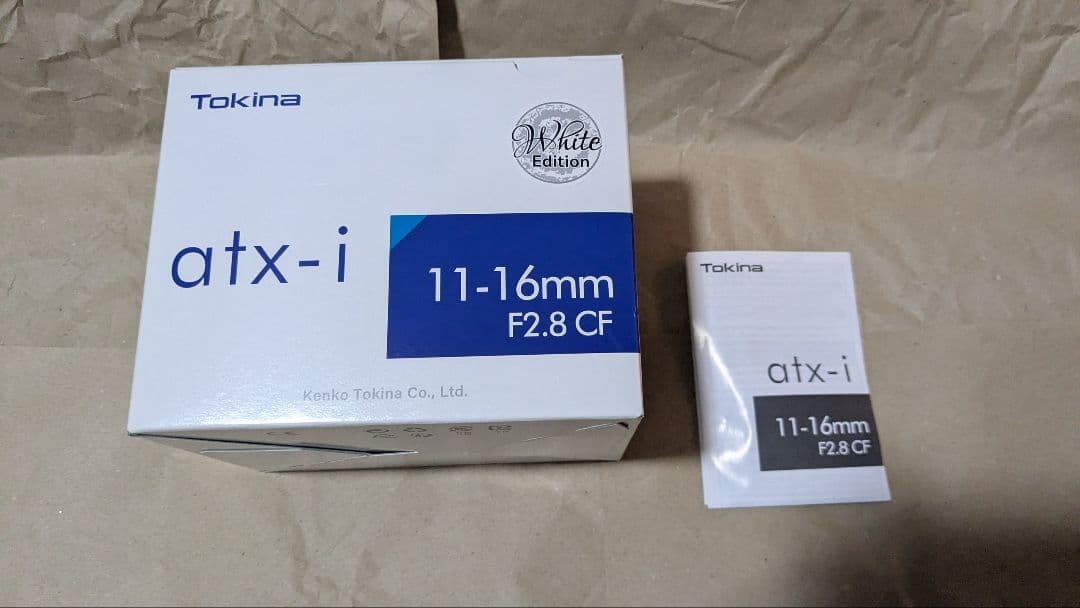 Tokina
White
Edition
atx-i
11-16mm
F2.8 CF
Kenko Tokina Co., Ltd.
Tokina
atx-i
11-16mm
F2.8 CF